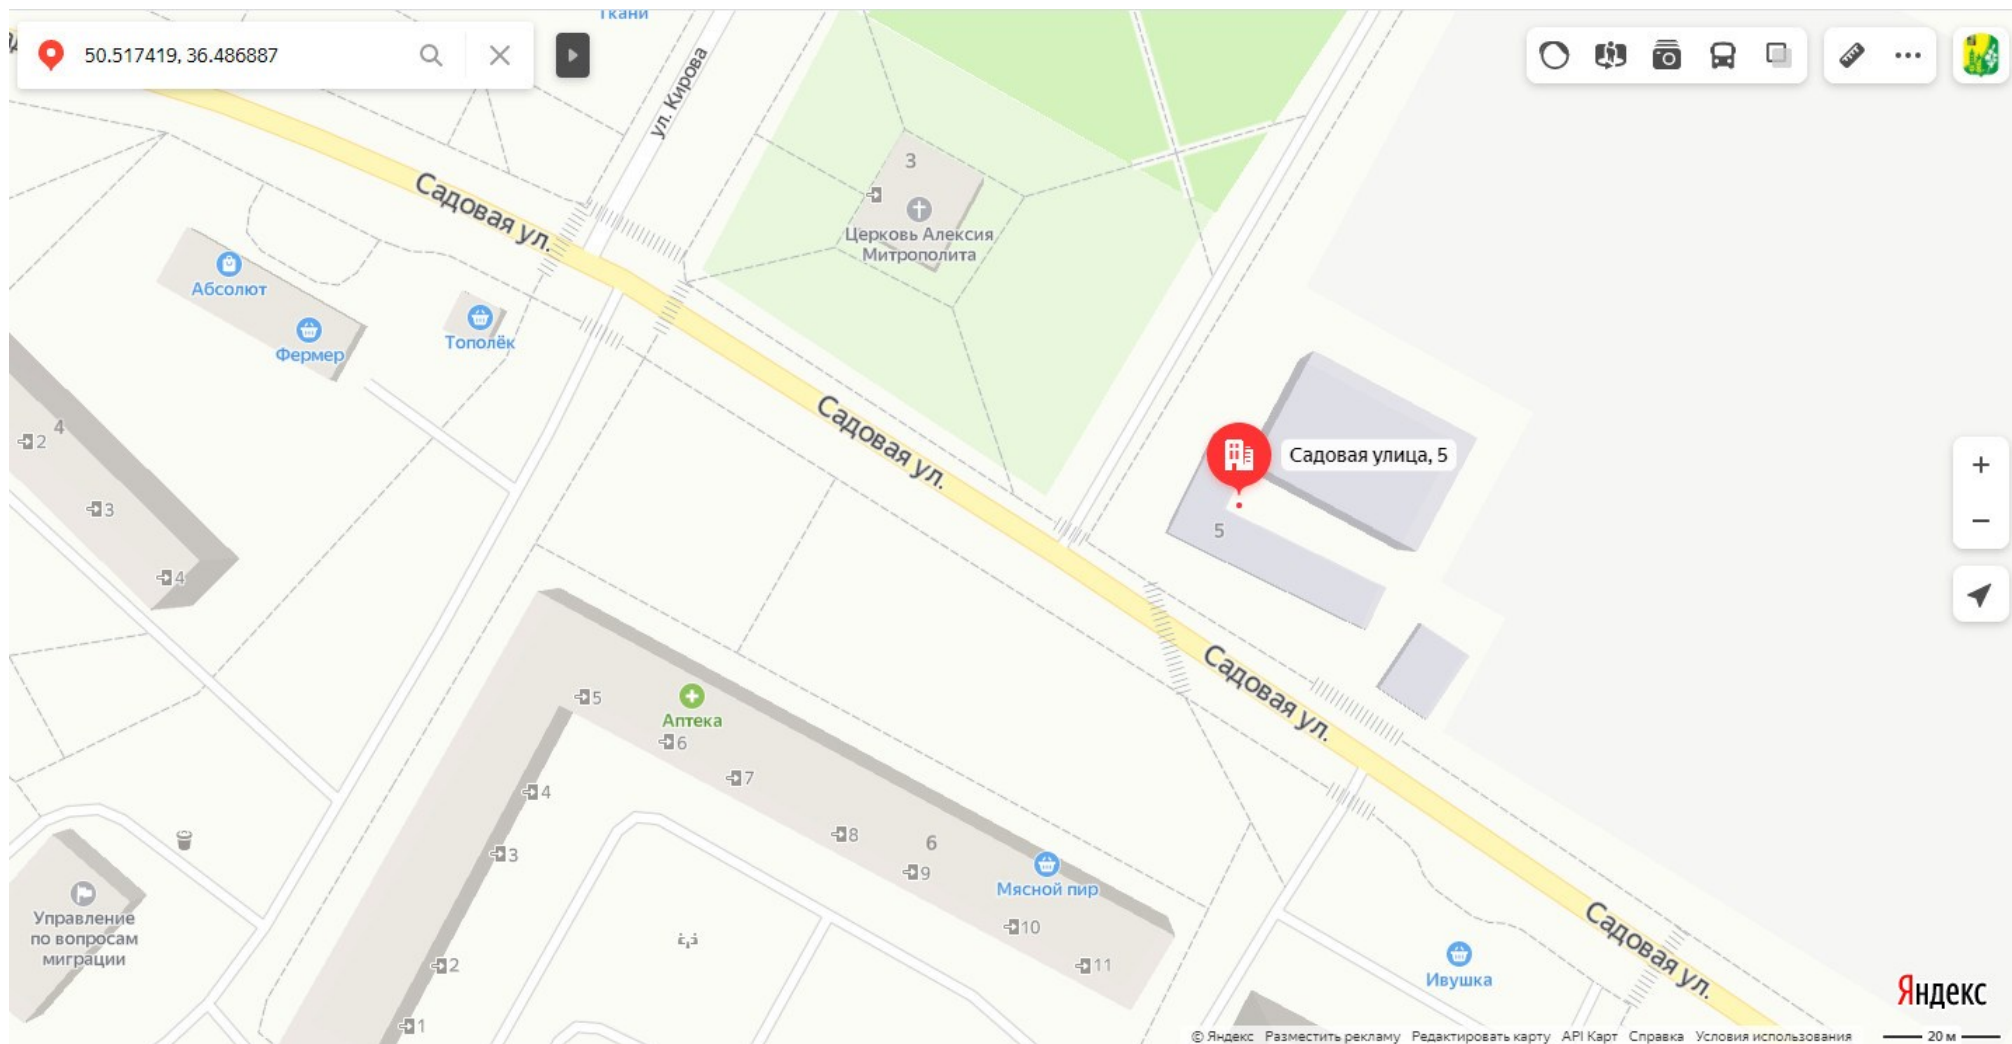 Ткани
50.517419, 36.486887
ул. Кирова
3
Садовая ул.
Церковь Алексия
Митрополита
Абсолют
Фермер
Тополёк
Садовая ул.
4
2
3
4
Садовая улица, 5
5
Садовая ул.
5
Аптека
6
7
4
8
6
3
9
Мясной пир
10
Управление
по вопросам
миграции
2
11
Ивушка
Садовая ул.
1
Яндекс
© Яндекс Разместить рекламу Редактировать карту API Карт Справка Условия использования
20 м